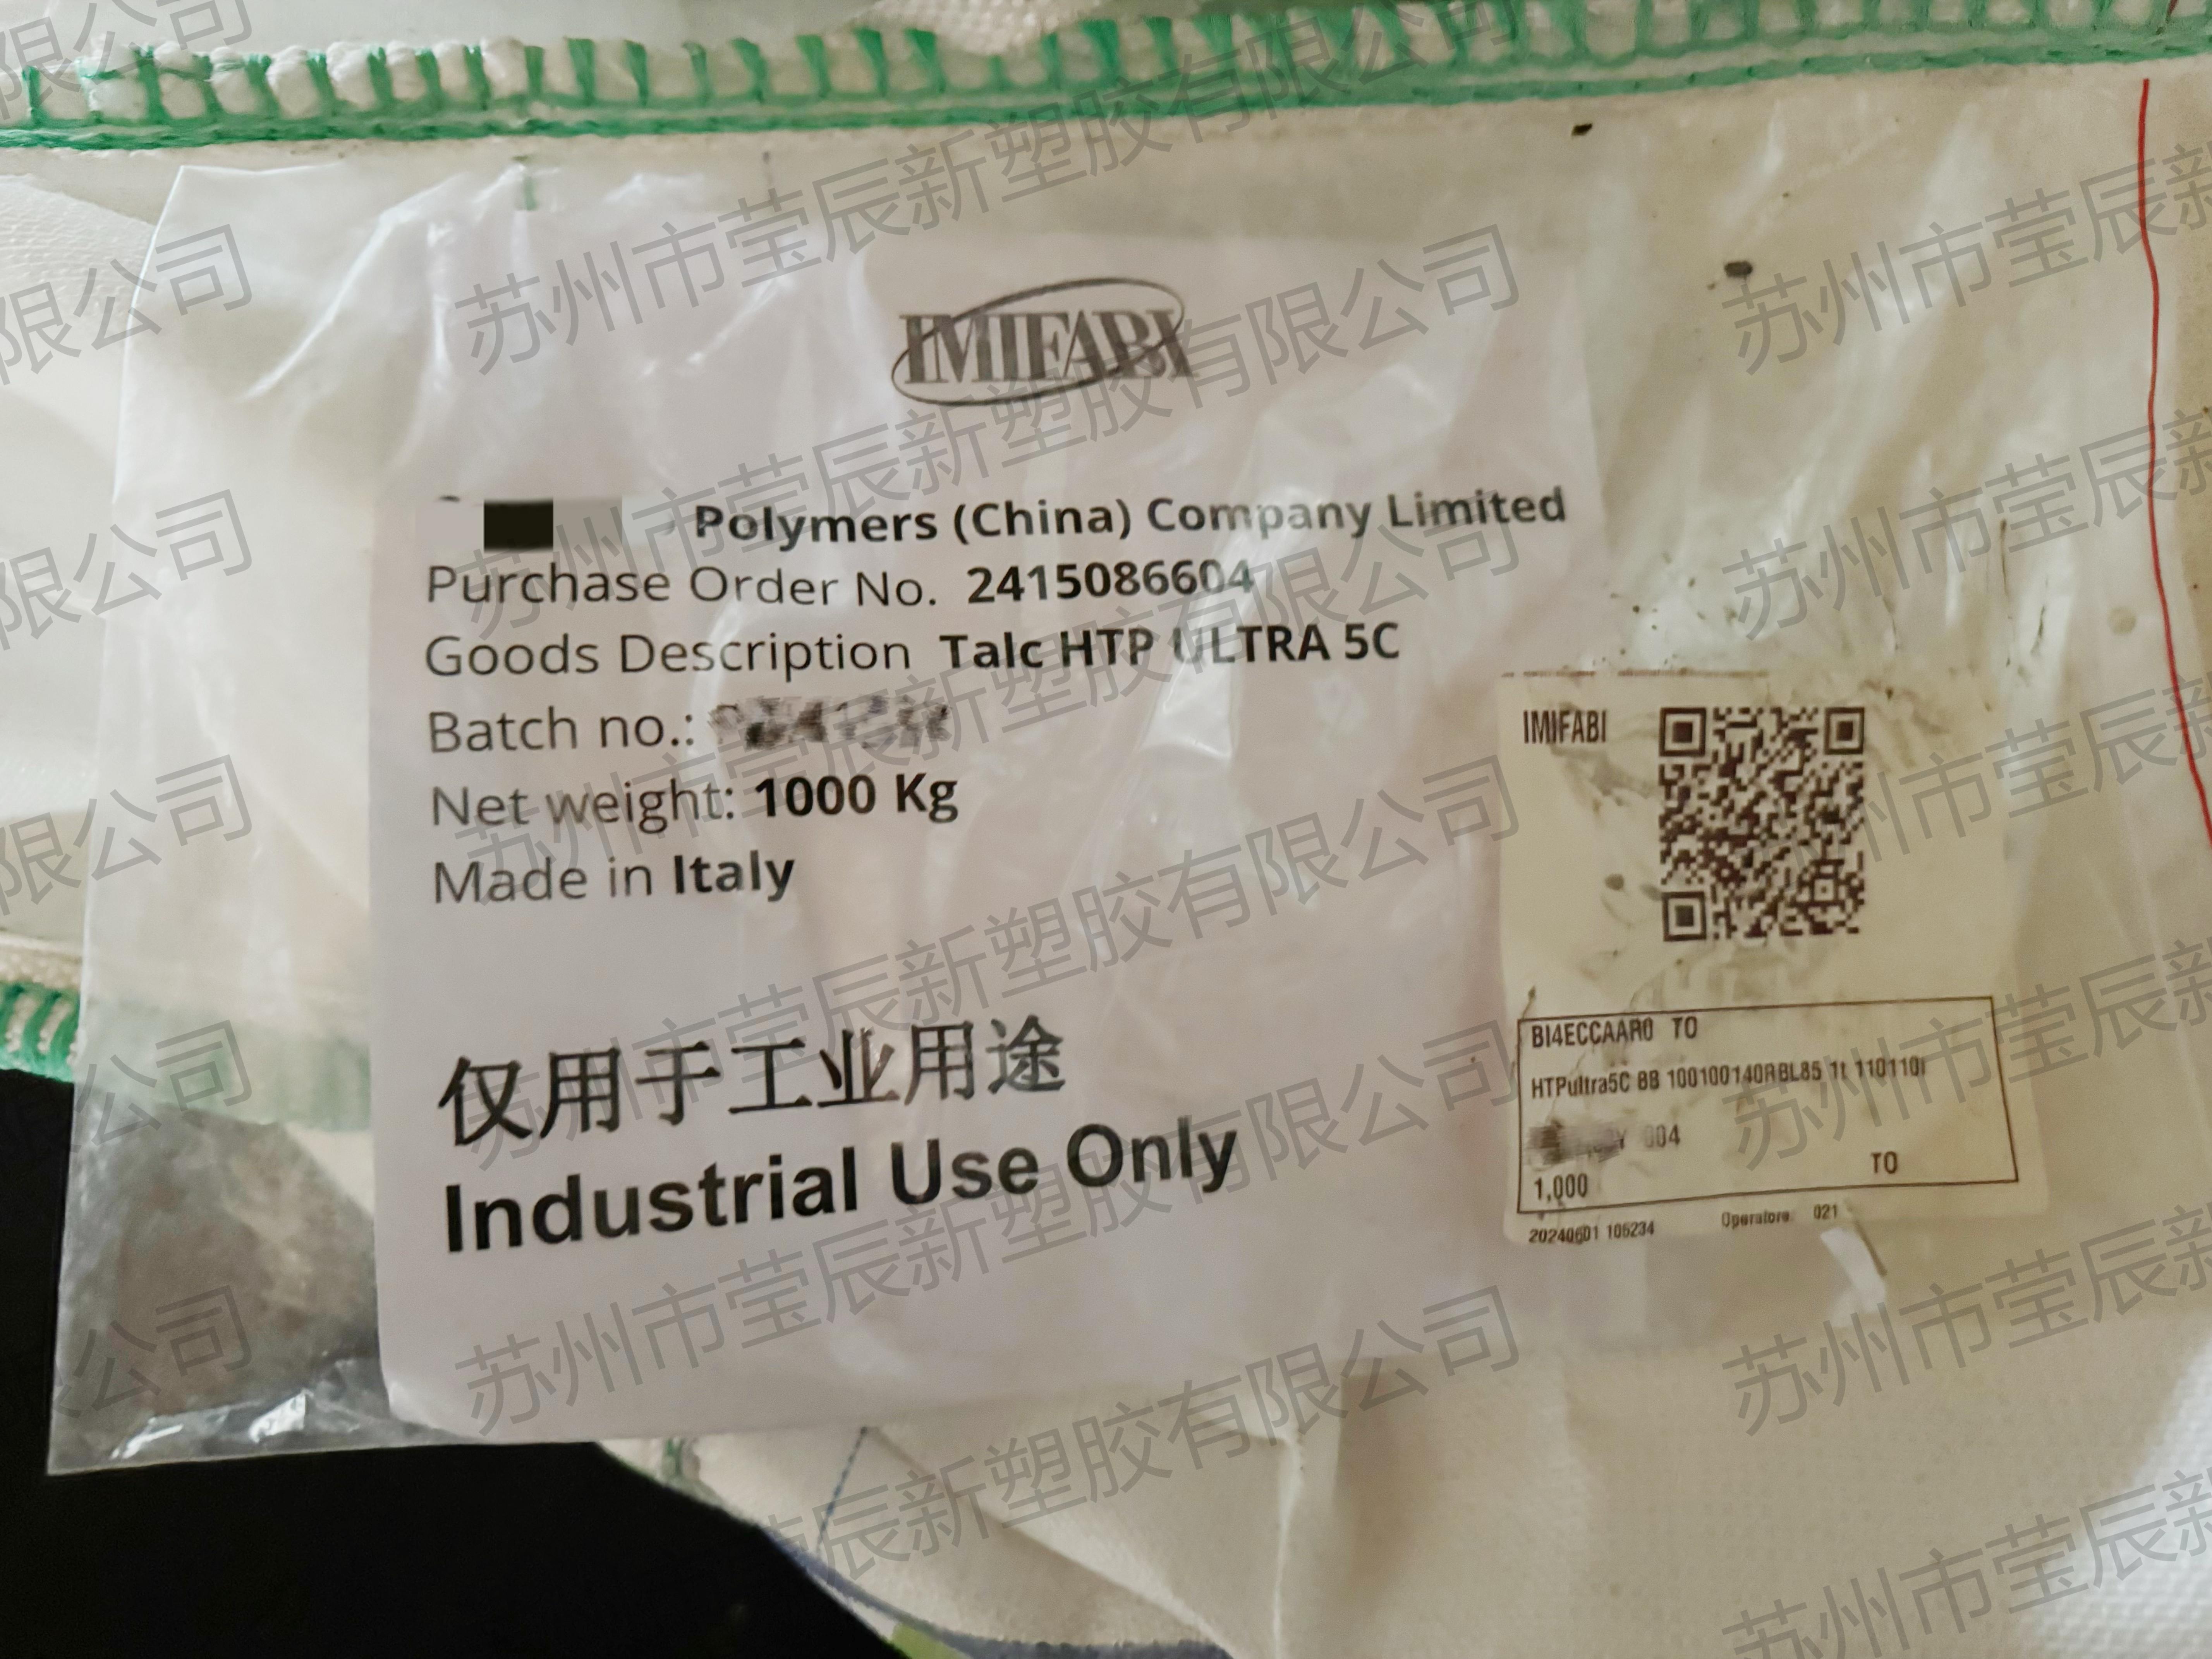 IMIFABI
Polymers (China) Company Limited
Purchase Order No. 2415086604
Goods Description Talc HTP ULTRA 5C
Batch no.:
Net weight: 1000 Kg
Made in Italy
仅用于工业用途
Industrial Use Only
IMIFABI
BI4ECCAAR0 TO
HTPultra5C BB 100100140RBL85 1t 110110i
004
1,000 TO
20240601 105234 Operatore: 021
苏州市莹辰新塑胶有限公司